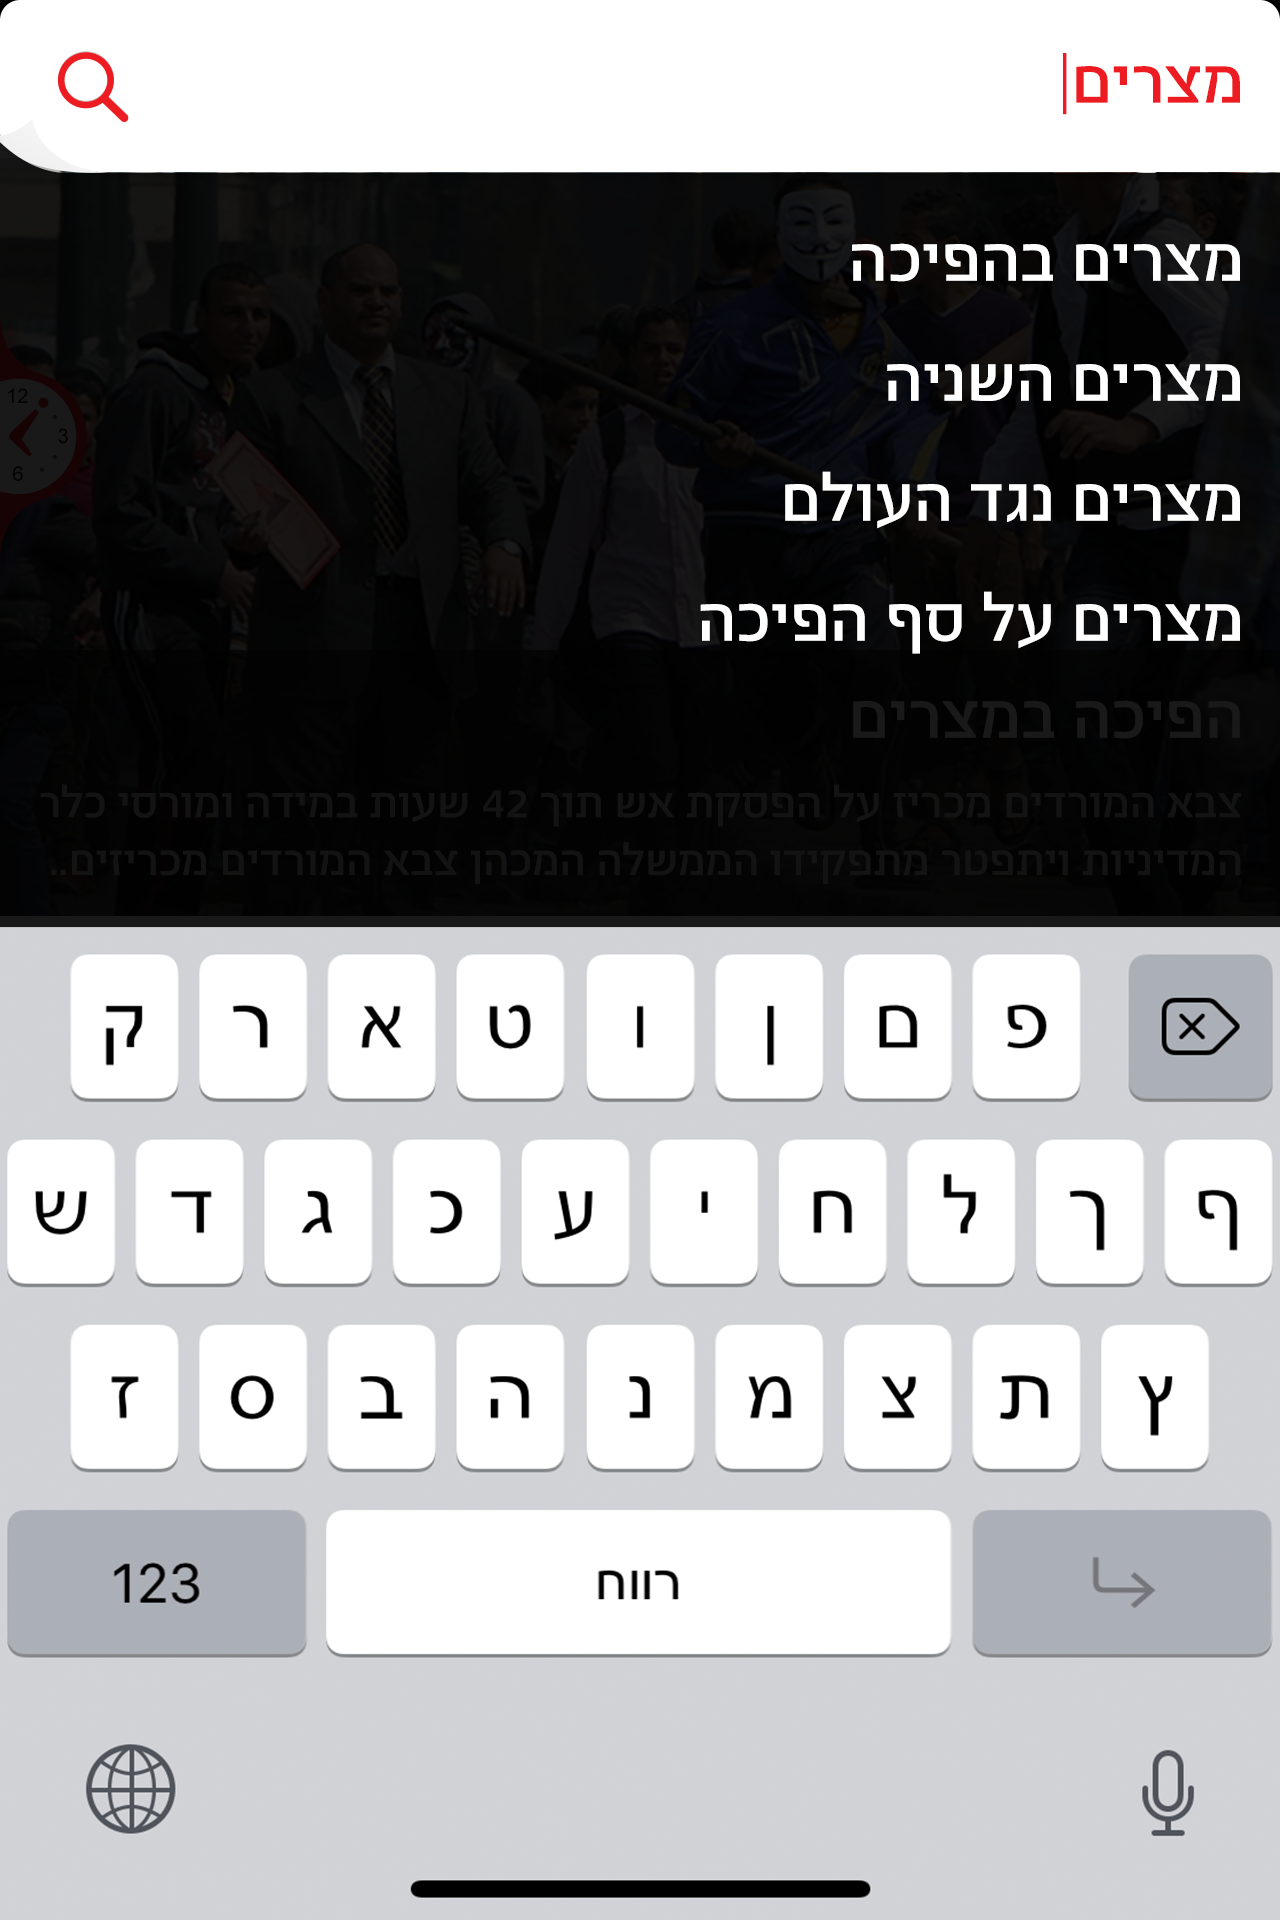 מצרים
מצרים בהפיכה
מצרים השניה
מצרים נגד העולם
מצרים על סף הפיכה
12
3
6
הפיכה במצרים
צבא המורדים מכריז על הפסקת אש תוך 42 שעות במידה ומורסי כלר
המדיניות ויתפטר מתפקידו הממשלה המכהן צבא המורדים מכריזים..
ק ר א ט ו ן ם פ
ש ד ג כ ע י ח ל ך ף
ז ס ב ה נ מ צ ת ץ
123 רווח